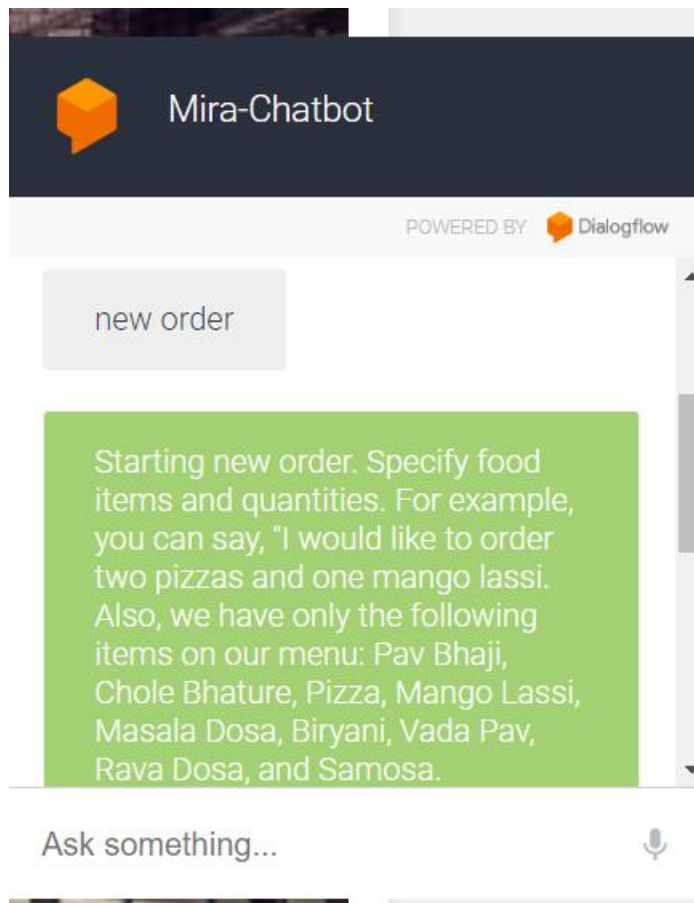 Mira-Chatbot
POWERED BY Dialogflow
new order
Starting new order. Specify food
items and quantities. For example,
you can say, "I would like to order
two pizzas and one mango lassi.
Also, we have only the following
items on our menu: Pav Bhaji,
Chole Bhature, Pizza, Mango Lassi,
Masala Dosa, Biryani, Vada Pav,
Rava Dosa, and Samosa.
Ask something...